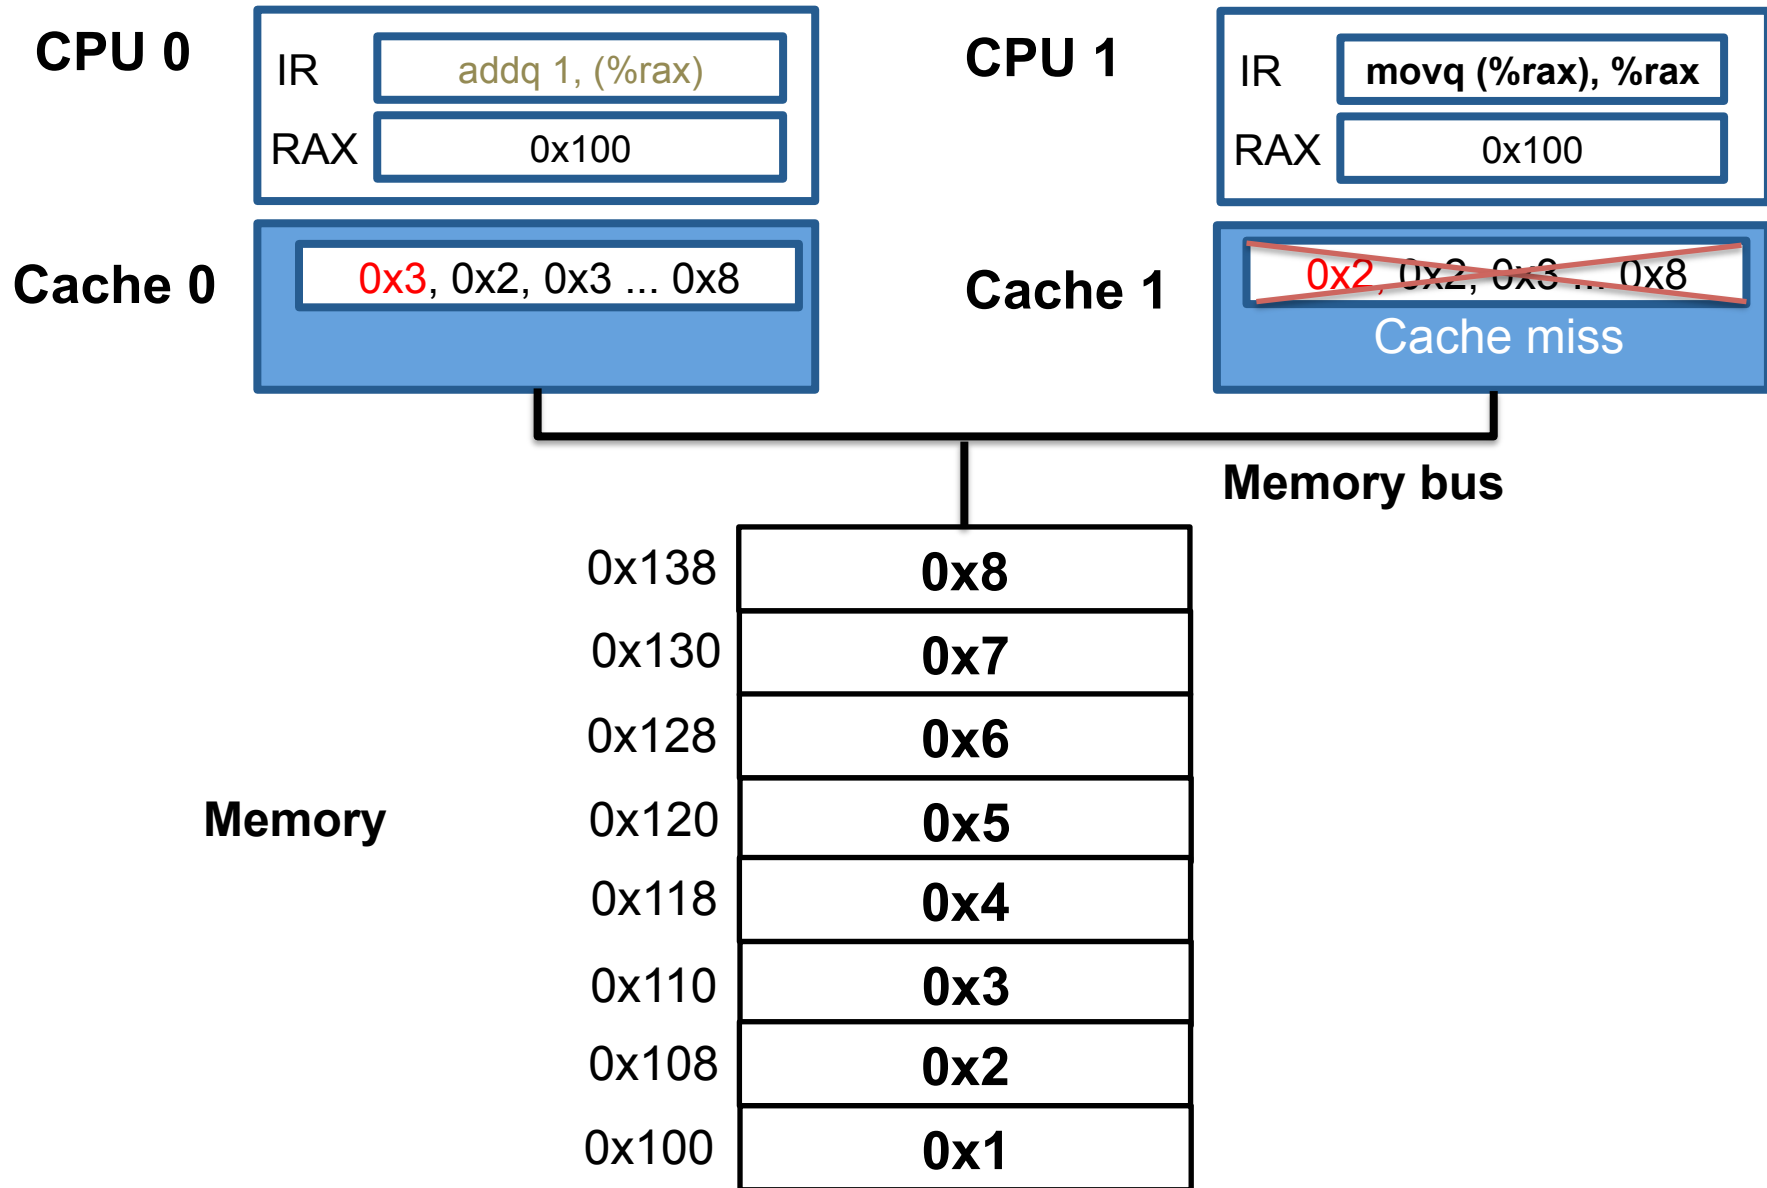 CPU 0
IR
addq 1, (%rax)
RAX
0x100
CPU 1
IR
movq (%rax), %rax
RAX
0x100
Cache 0
0x3, 0x2, 0x3 ... 0x8
Cache 1
0x2, 0x2, 0x3 ... 0x8
Cache miss
Memory bus
Memory
0x138 0x8
0x130 0x7
0x128 0x6
0x120 0x5
0x118 0x4
0x110 0x3
0x108 0x2
0x100 0x1